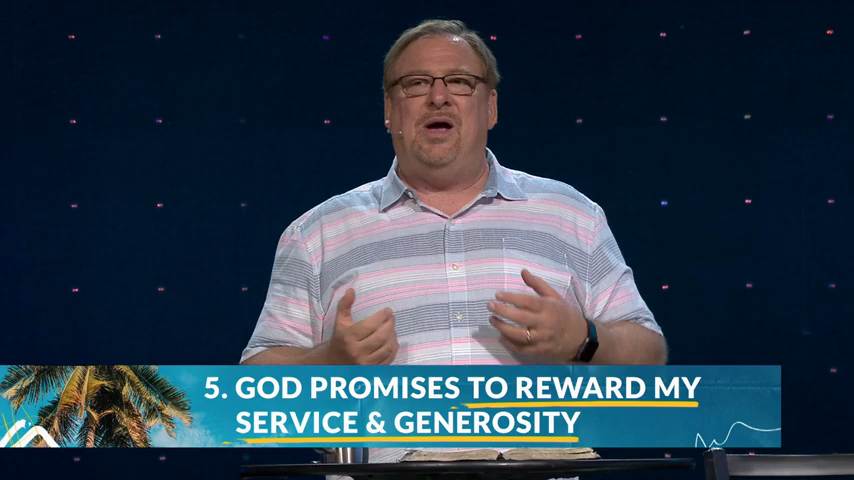 5. GOD PROMISES TO REWARD MY
SERVICE & GENEROSITY